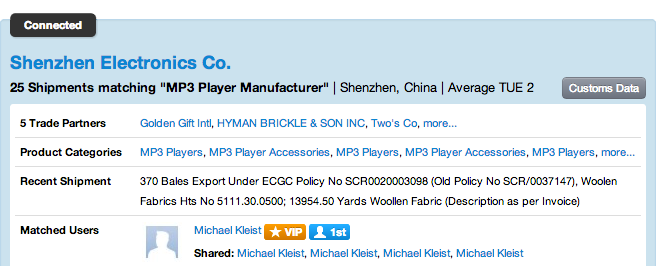 Connected
Shenzhen Electronics Co.
25 Shipments matching "MP3 Player Manufacturer" | Shenzhen, China | Average TUE 2
Customs Data
5 Trade Partners
Golden Gift Intl, HYMAN BRICKLE & SON INC, Two's Co, more...
Product Categories
MP3 Players, MP3 Player Accessories, MP3 Players, MP3 Player Accessories, MP3 Players, more...
Recent Shipment
370 Bales Export Under ECGC Policy No SCR0020003098 (Old Policy No SCR/0037147), Woolen
Fabrics Hts No 5111.30.0500; 13954.50 Yards Woollen Fabric (Description as per Invoice)
Matched Users
Michael Kleist VIP 1st
Shared: Michael Kleist, Michael Kleist, Michael Kleist, Michael Kleist